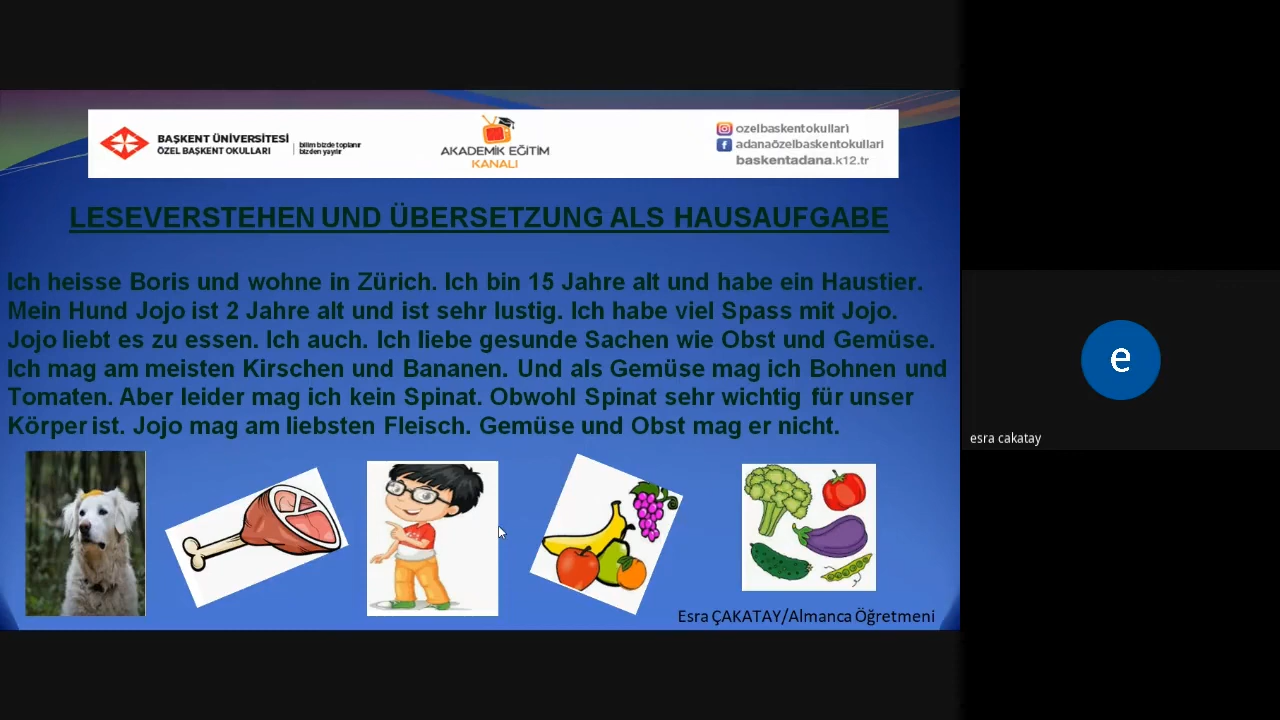 BAŞKENT ÜNİVERSİTESİ
ÖZEL BAŞKENT OKULLARI
bilim bizde toplanır
bizden yayılır
AKADEMİK EĞİTİM
KANALI
ozelbaskentokullari
adanaözelbaskentokullari
baskentadana.k12.tr
LESEVERSTEHEN UND ÜBERSETZUNG ALS HAUSAUFGABE
Ich heisse Boris und wohne in Zürich. Ich bin 15 Jahre alt und habe ein Haustier.
Mein Hund Jojo ist 2 Jahre alt und ist sehr lustig. Ich habe viel Spass mit Jojo.
Jojo liebt es zu essen. Ich auch. Ich liebe gesunde Sachen wie Obst und Gemüse.
Ich mag am meisten Kirschen und Bananen. Und als Gemüse mag ich Bohnen und
Tomaten. Aber leider mag ich kein Spinat. Obwohl Spinat sehr wichtig für unser
Körper ist. Jojo mag am liebsten Fleisch. Gemüse und Obst mag er nicht.
Esra ÇAKATAY/Almanca Öğretmeni
e
esra cakatay